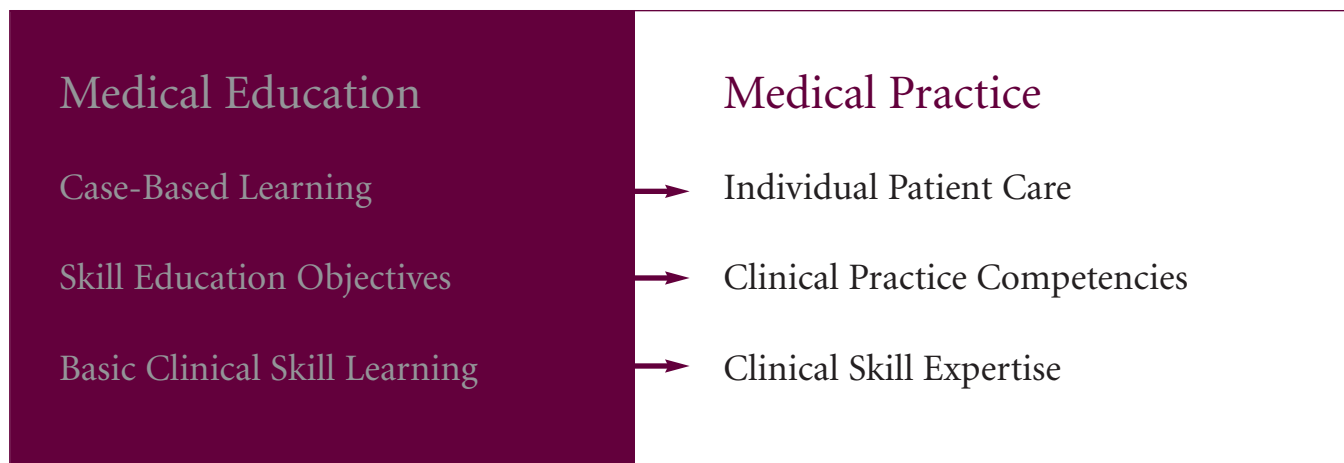 Medical Education
Medical Practice
Case-Based Learning
Individual Patient Care
Skill Education Objectives
Clinical Practice Competencies
Basic Clinical Skill Learning
Clinical Skill Expertise